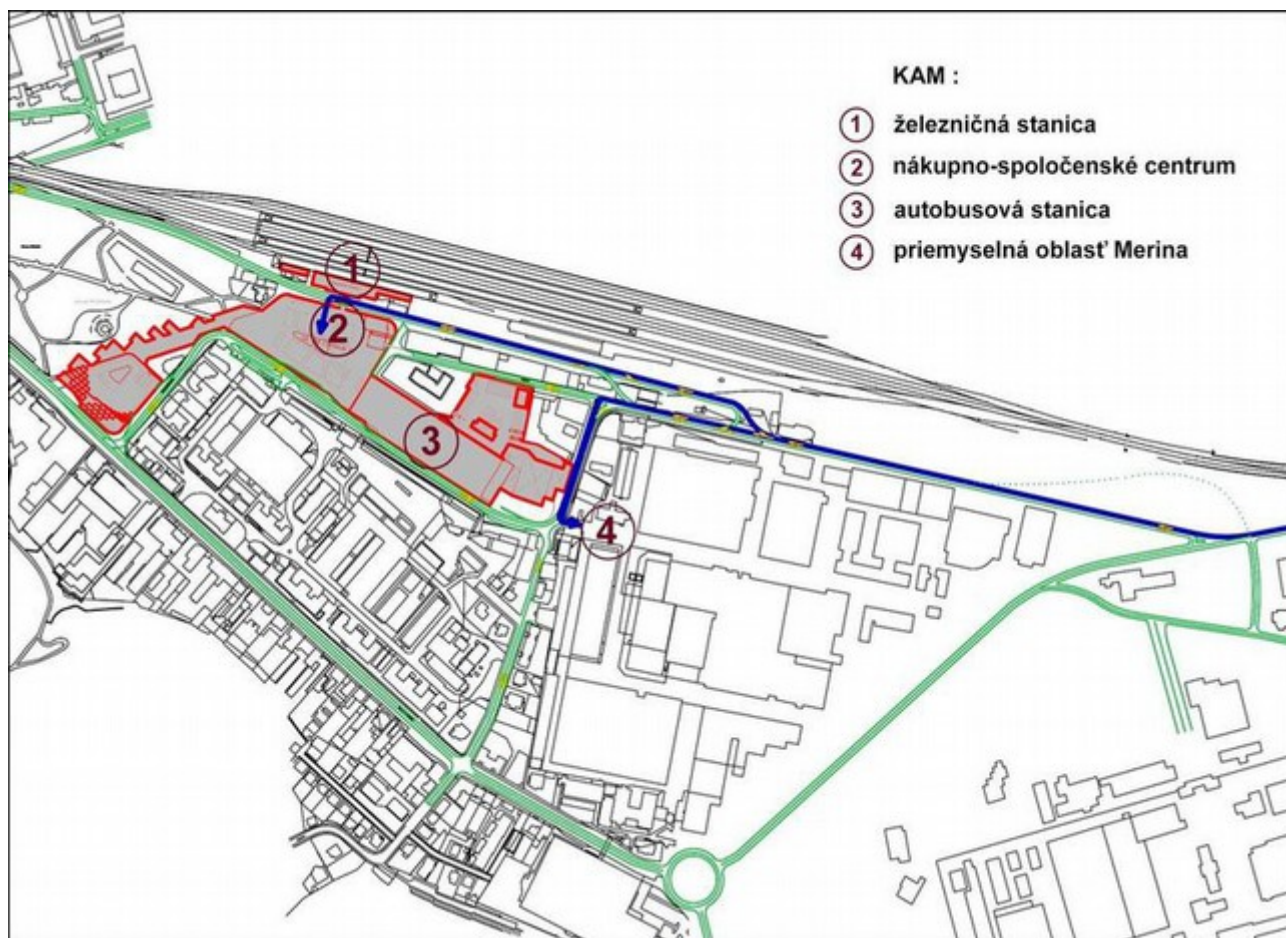 KAM :
1 železničná stanica
2 nákupno-spoločenské centrum
3 autobusová stanica
4 priemyselná oblasť Merina
1
2
3
4